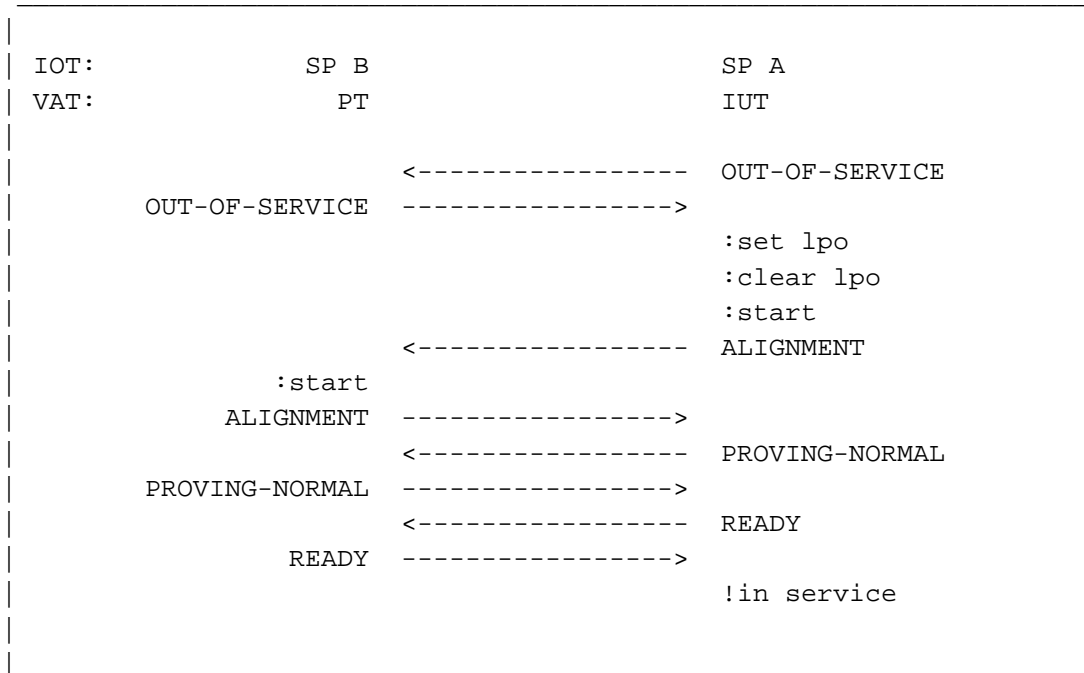 IOT: SP B SP A
VAT: PT IUT
<----------------- OUT-OF-SERVICE
OUT-OF-SERVICE ----------------->
:set lpo
:clear lpo
:start
<----------------- ALIGNMENT
:start
ALIGNMENT ----------------->
<----------------- PROVING-NORMAL
PROVING-NORMAL ----------------->
<----------------- READY
READY ----------------->
!in service